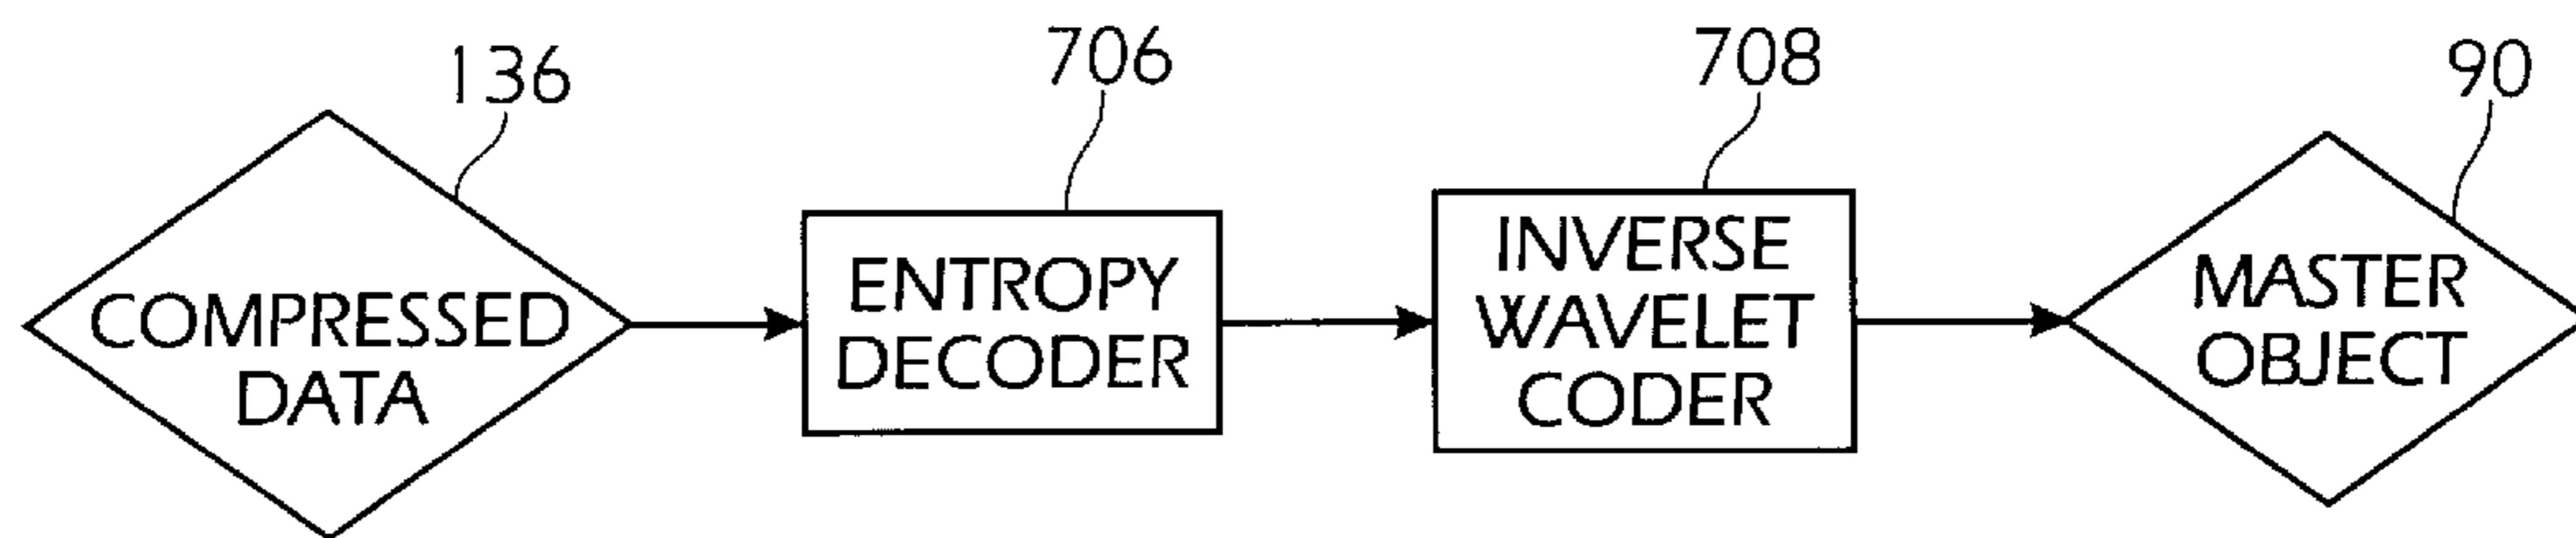 136
706
708
90
COMPRESSED
DATA
ENTROPY
DECODER
INVERSE
WAVELET
CODER
MASTER
OBJECT